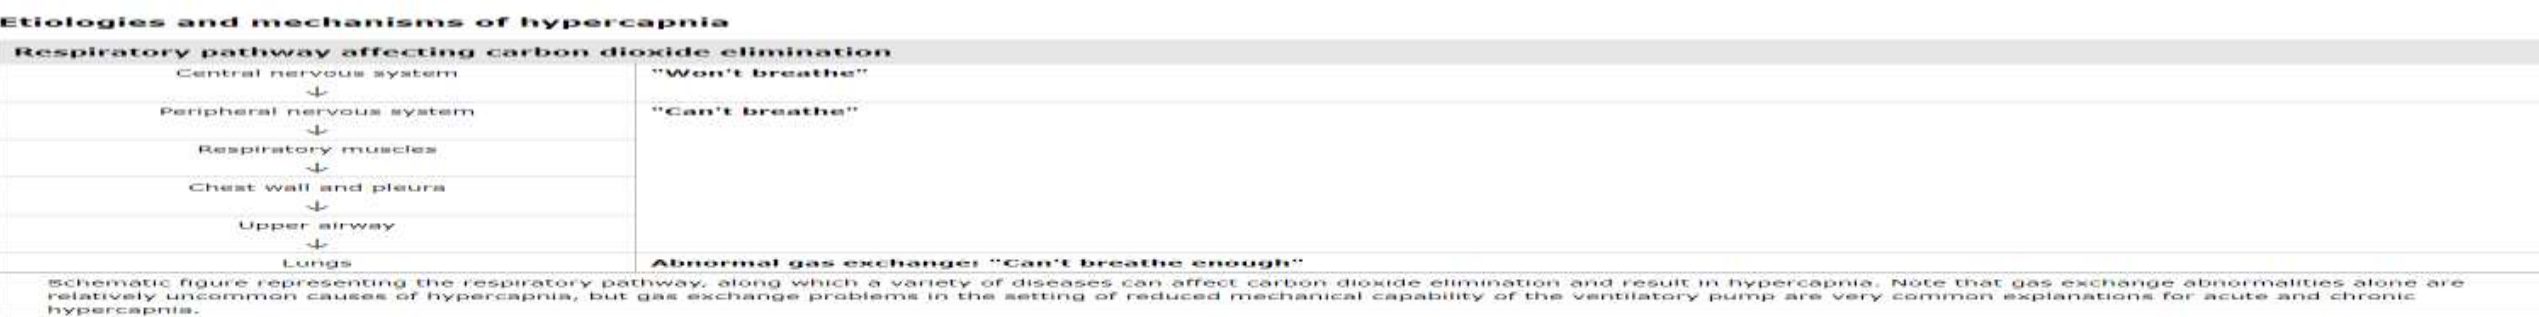 Etiologies and mechanisms of hypercapnia
Respiratory pathway affecting carbon dioxide elimination
Central nervous system
"Won't breathe"
↓
Peripheral nervous system
"Can't breathe"
↓
Respiratory muscles
↓
Chest wall and pleura
↓
Upper airway
↓
Lungs
Abnormal gas exchange: "Can't breathe enough"
Schematic figure representing the respiratory pathway, along which a variety of diseases can affect carbon dioxide elimination and result in hypercapnia. Note that gas exchange abnormalities alone are
relatively uncommon causes of hypercapnia, but gas exchange problems in the setting of reduced mechanical capability of the ventilatory pump are very common explanations for acute and chronic
hypercapnia.